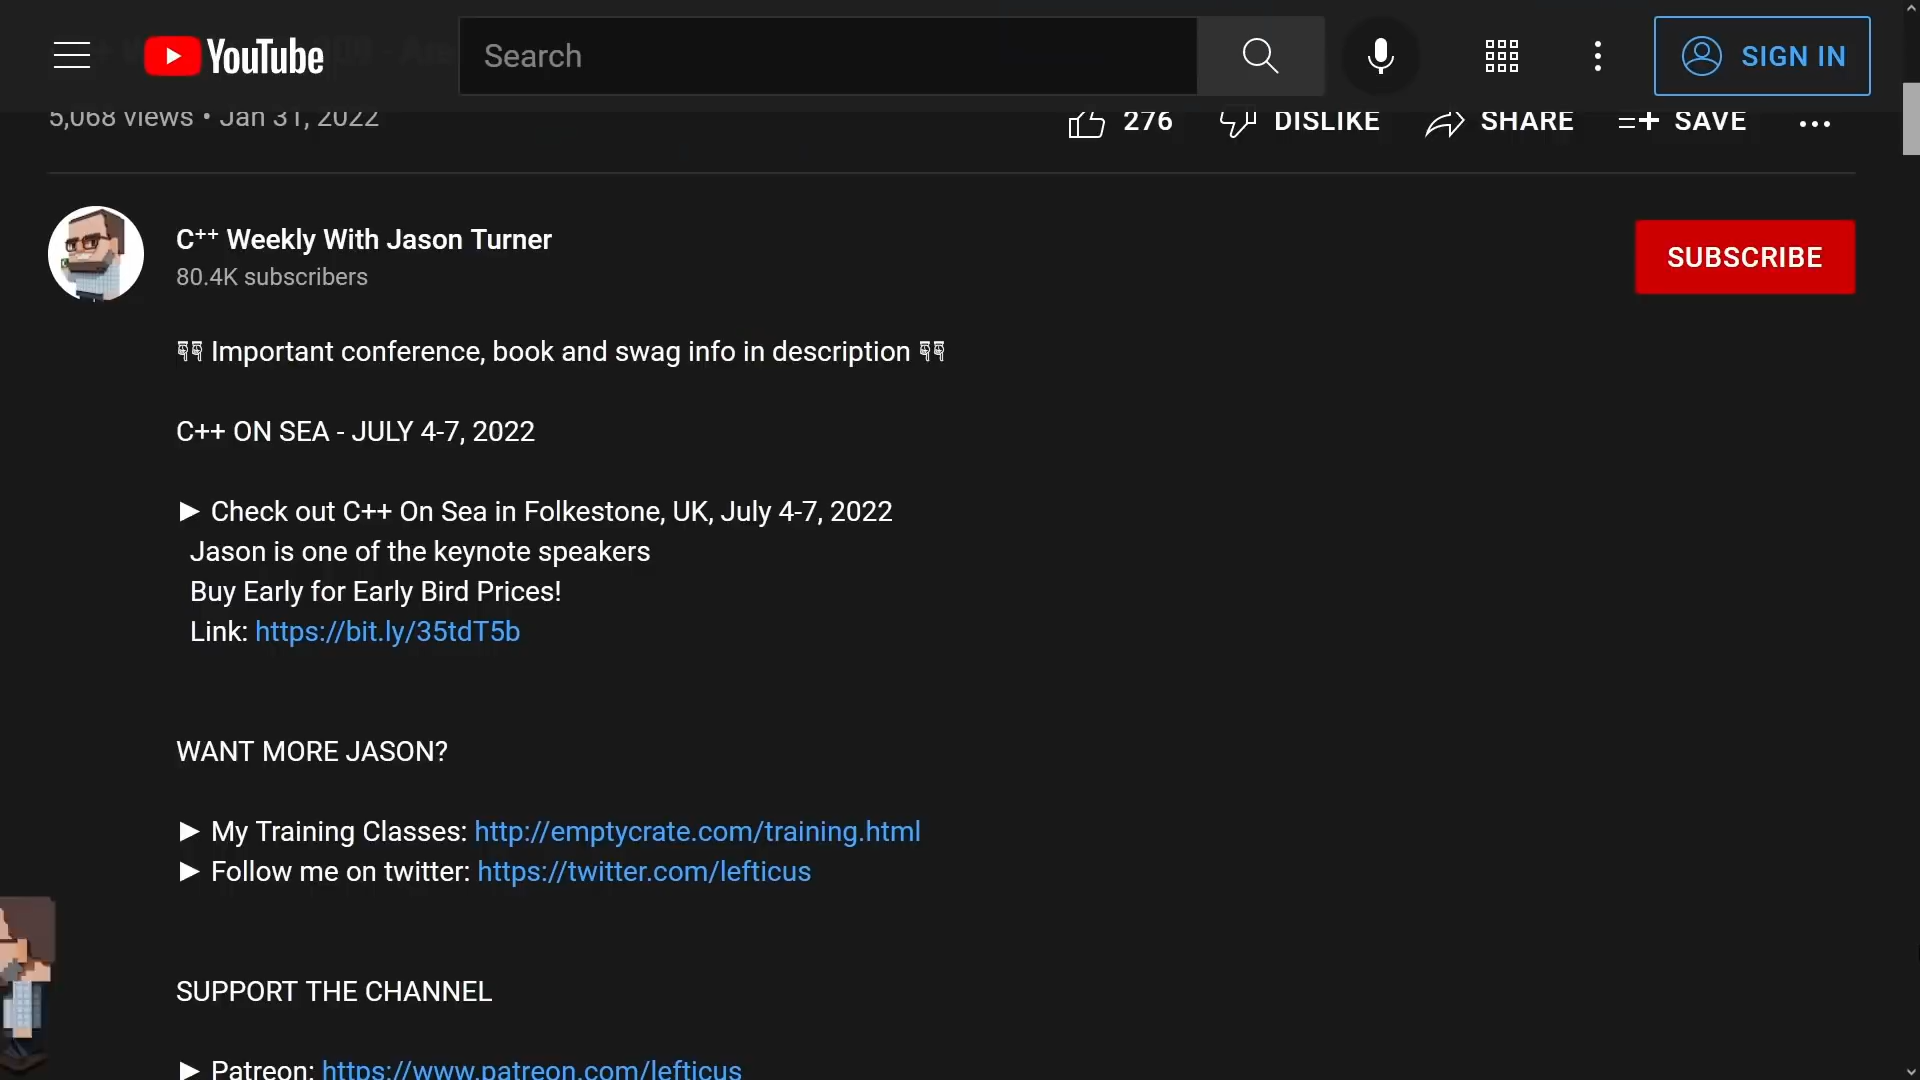 YouTube
Search
SIGN IN
5,068 views • Jan 31, 2022
276
DISLIKE
SHARE
SAVE
C⁺⁺ Weekly With Jason Turner
80.4K subscribers
SUBSCRIBE
☟☟ Important conference, book and swag info in description ☟☟
C++ ON SEA - JULY 4-7, 2022
► Check out C++ On Sea in Folkestone, UK, July 4-7, 2022
Jason is one of the keynote speakers
Buy Early for Early Bird Prices!
Link: https://bit.ly/35tdT5b
WANT MORE JASON?
► My Training Classes: http://emptycrate.com/training.html
► Follow me on twitter: https://twitter.com/lefticus
SUPPORT THE CHANNEL
► Patreon: https://www.patreon.com/lefticus